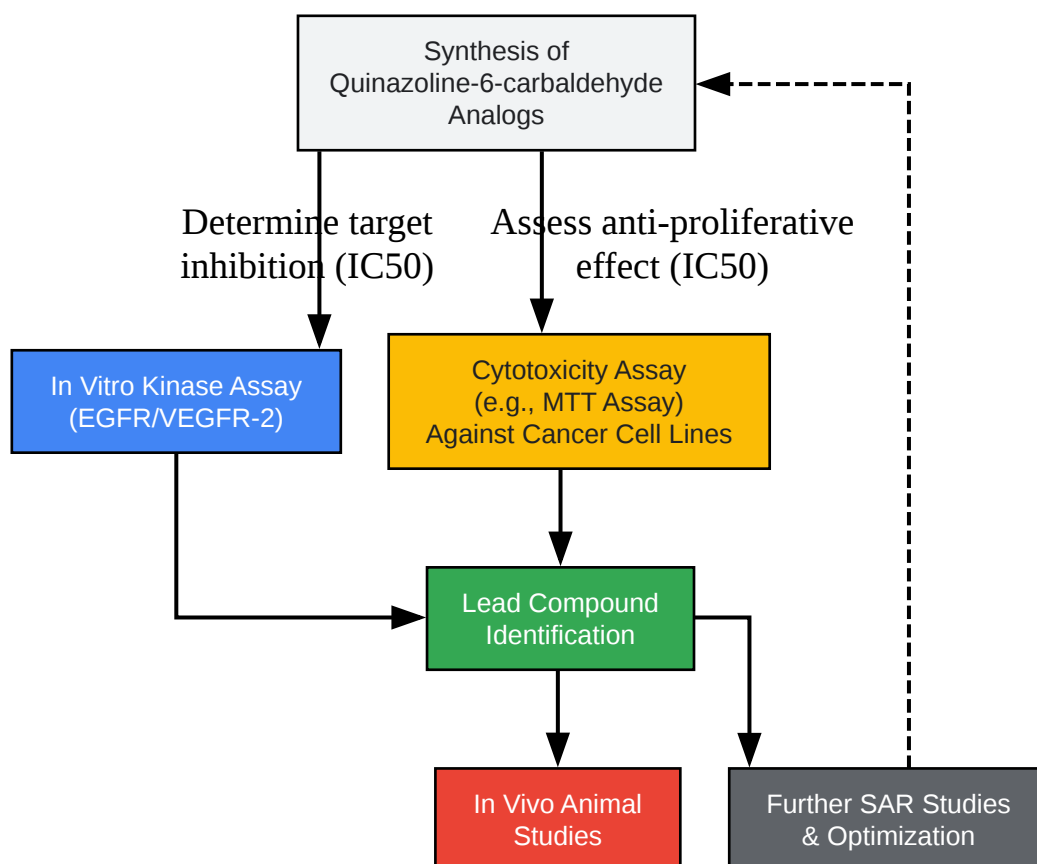 Synthesis of
Quinazoline-6-carbaldehyde
Analogs
Determine target
inhibition (IC50)
Assess anti-proliferative
effect (IC50)
In Vitro Kinase Assay
(EGFR/VEGFR-2)
Cytotoxicity Assay
(e.g., MTT Assay)
Against Cancer Cell Lines
Lead Compound
Identification
In Vivo Animal
Studies
Further SAR Studies
& Optimization